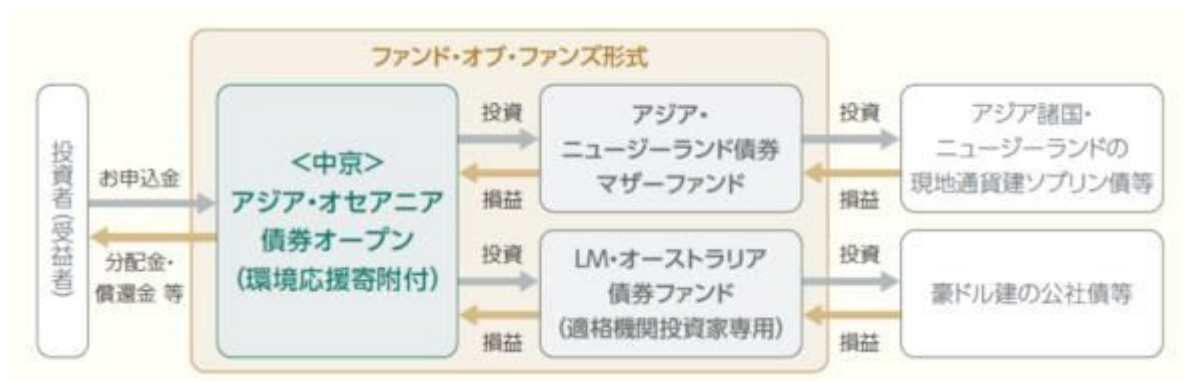 ファンド・オブ・ファンズ形式
投資者(受益者)
お申込金
分配金・
償還金 等
<中京>
アジア・オセアニア
債券オープン
(環境応援寄附付)
投資
損益
アジア・
ニュージーランド債券
マザーファンド
投資
損益
アジア諸国・
ニュージーランドの
現地通貨建ソブリン債等
投資
損益
LM・オーストラリア
債券ファンド
(適格機関投資家専用)
投資
損益
豪ドル建の公社債等